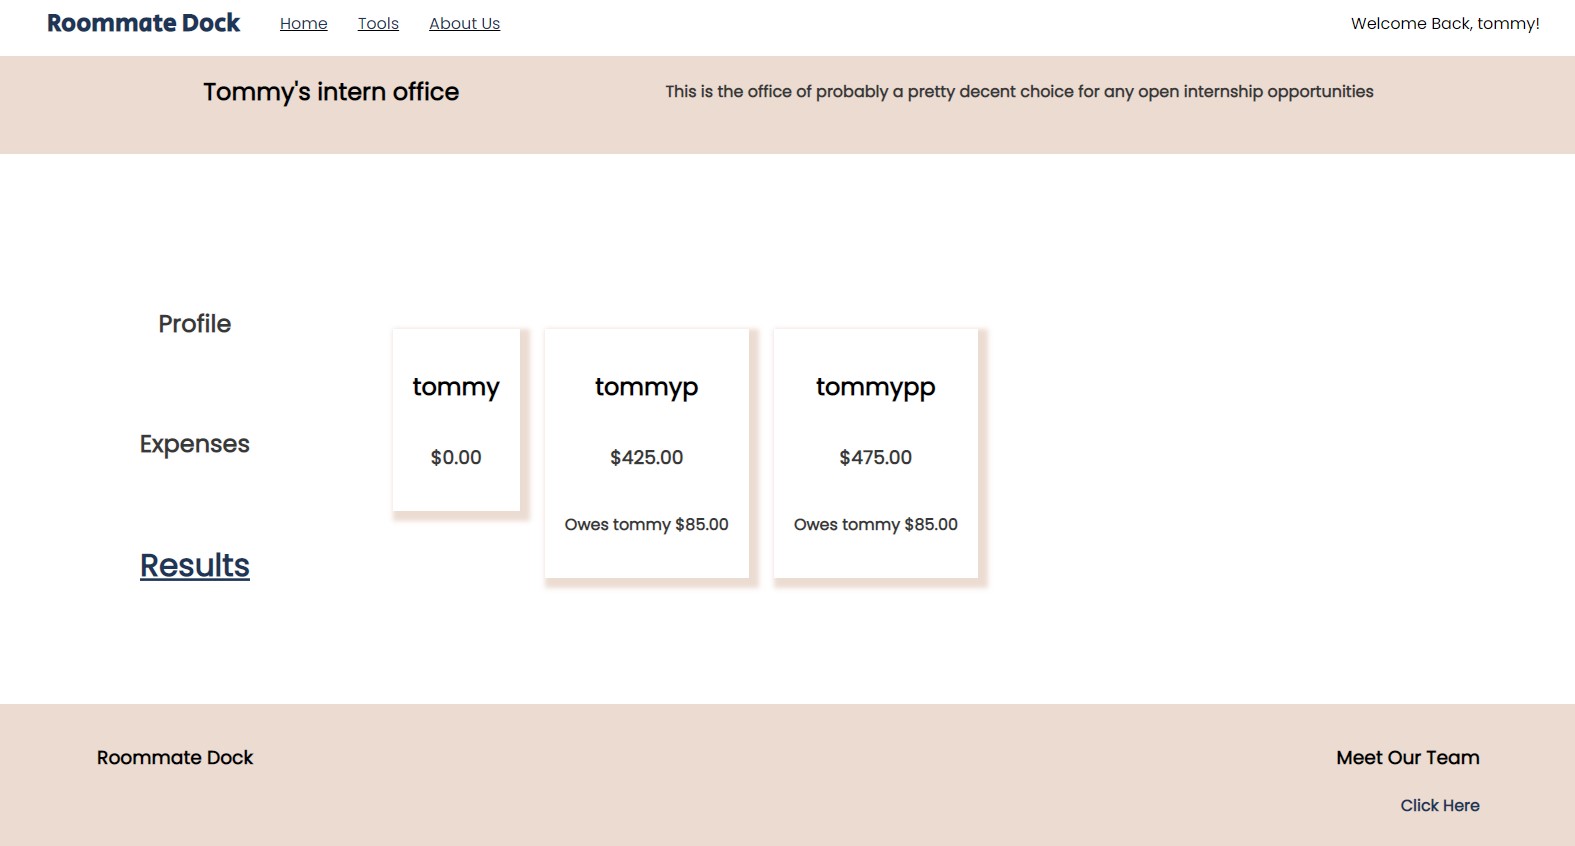 Roommate Dock Home Tools About Us Welcome Back, tommy!
Tommy's intern office This is the office of probably a pretty decent choice for any open internship opportunities
Profile
Expenses
Results
tommy
$0.00
tommyp
$425.00
Owes tommy $85.00
tommypp
$475.00
Owes tommy $85.00
Roommate Dock
Meet Our Team
Click Here